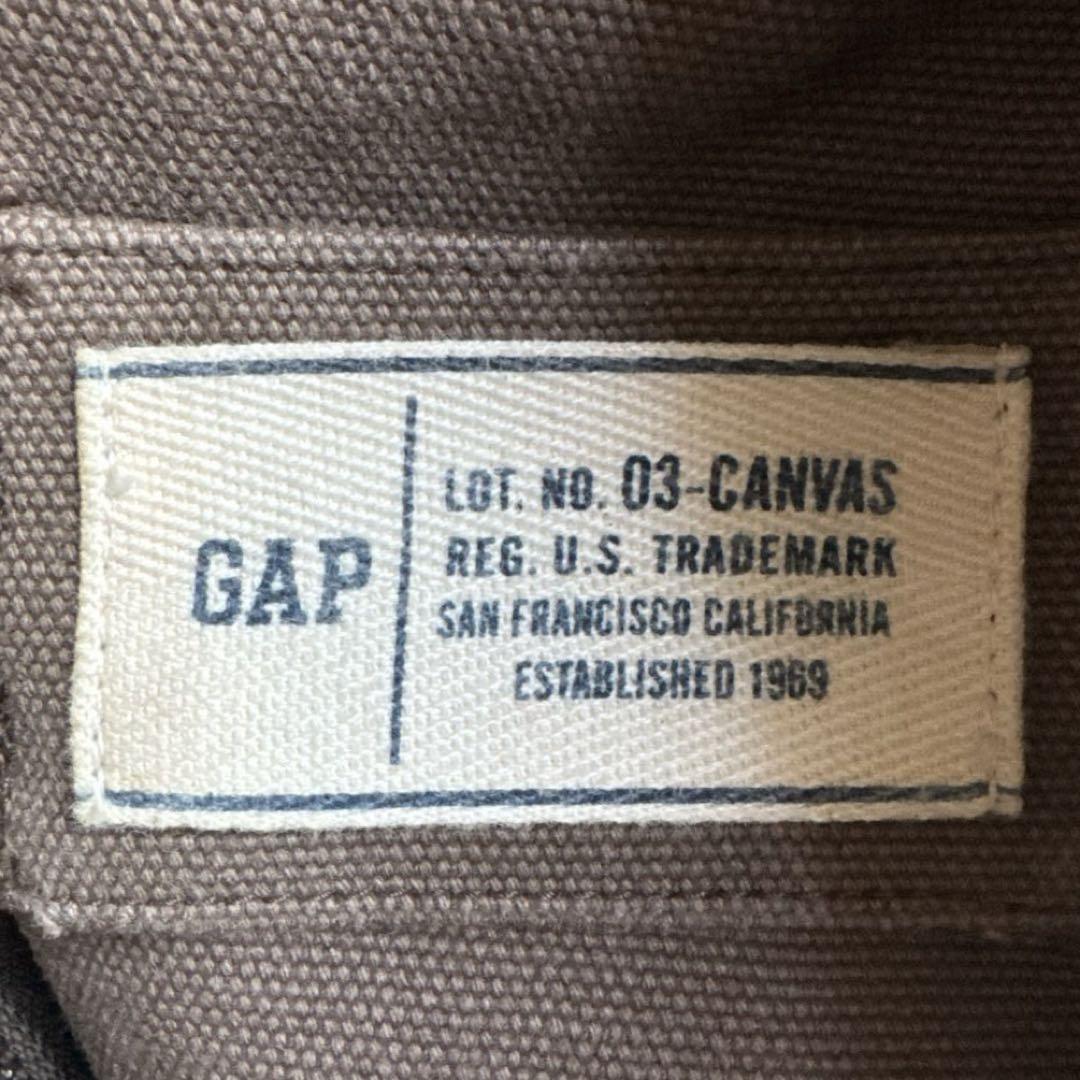 GAP
LOT. NO. 03-CANVAS
REG. U.S. TRADEMARK
SAN FRANCISCO CALIFORNIA
ESTABLISHED 1969